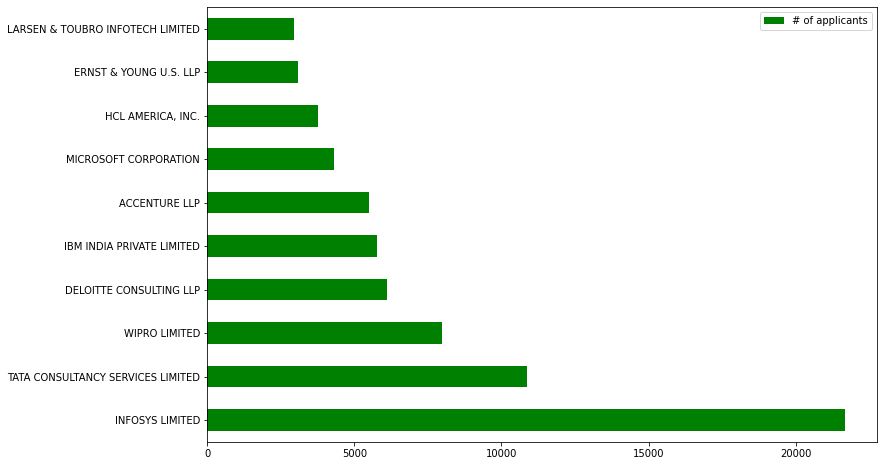 # of applicants
LARSEN & TOUBRO INFOTECH LIMITED
ERNST & YOUNG U.S. LLP
HCL AMERICA, INC.
MICROSOFT CORPORATION
ACCENTURE LLP
IBM INDIA PRIVATE LIMITED
DELOITTE CONSULTING LLP
WIPRO LIMITED
TATA CONSULTANCY SERVICES LIMITED
INFOSYS LIMITED
0 5000 10000 15000 20000